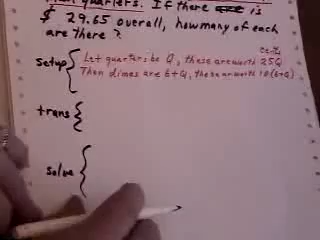 than quarters. If there is
$ 29.65 overall, how many of each
are there?
cents
setup { Let quarters be Q, these are worth 25Q
Then dimes are 6+Q, these are worth 10(6+Q)
trans {
solve {